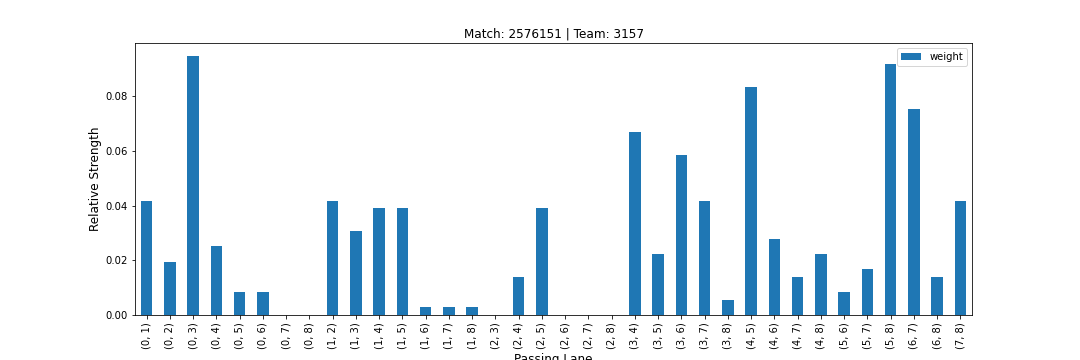 Match: 2576151 | Team: 3157
weight
Relative Strength
0.08
0.06
0.04
0.02
0.00
(0, 1) (0, 2) (0, 3) (0, 4) (0, 5) (0, 6) (0, 7) (0, 8) (1, 2) (1, 3) (1, 4) (1, 5) (1, 6) (1, 7) (1, 8) (2, 3) (2, 4) (2, 5) (2, 6) (2, 7) (2, 8) (3, 4) (3, 5) (3, 6) (3, 7) (3, 8) (4, 5) (4, 6) (4, 7) (4, 8) (5, 6) (5, 7) (5, 8) (6, 7) (6, 8) (7, 8)
Passing Lane